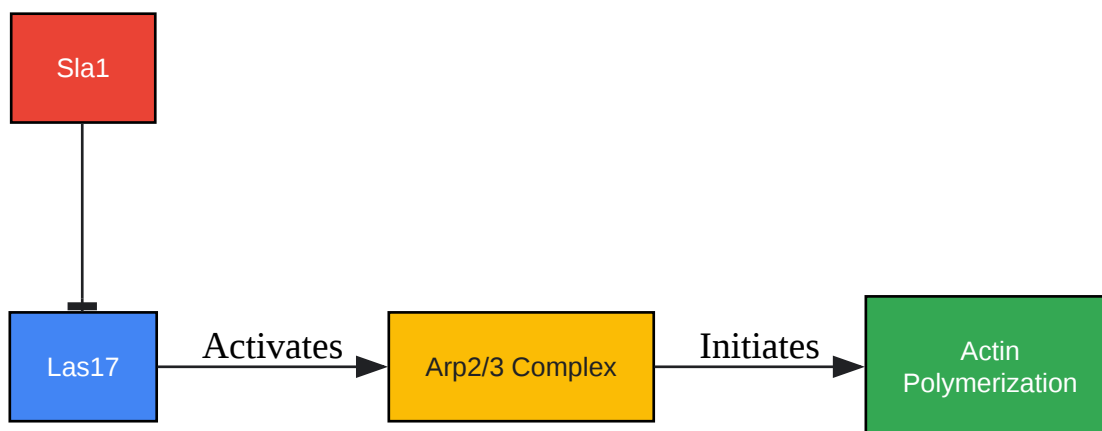 Sla1
Las17
Activates
Arp2/3 Complex
Initiates
Actin
Polymerization